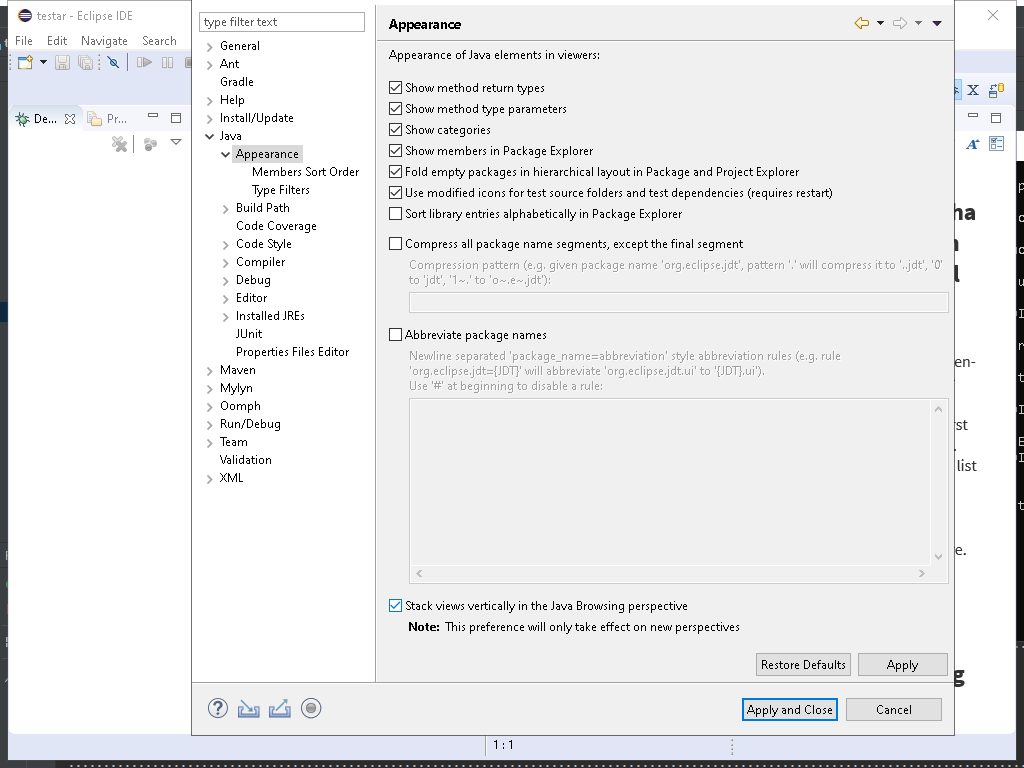 testar - Eclipse IDE
File Edit Navigate Search
De...
Pr...
type filter text
General
Ant
Gradle
Help
Install/Update
Java
Appearance
Members Sort Order
Type Filters
Build Path
Code Coverage
Code Style
Compiler
Debug
Editor
Installed JREs
JUnit
Properties Files Editor
Maven
Mylyn
Oomph
Run/Debug
Team
Validation
XML
Appearance
Appearance of Java elements in viewers:
Show method return types
Show method type parameters
Show categories
Show members in Package Explorer
Fold empty packages in hierarchical layout in Package and Project Explorer
Use modified icons for test source folders and test dependencies (requires restart)
Sort library entries alphabetically in Package Explorer
Compress all package name segments, except the final segment
Compression pattern (e.g. given package name 'org.eclipse.jdt', pattern '.' will compress it to '..jdt', '0'
to 'jdt', '1~.' to 'o~.e~.jdt'):
Abbreviate package names
Newline separated 'package_name=abbreviation' style abbreviation rules (e.g. rule
'org.eclipse.jdt={JDT}' will abbreviate 'org.eclipse.jdt.ui' to '{JDT}.ui').
Use '#' at beginning to disable a rule:
Stack views vertically in the Java Browsing perspective
Note: This preference will only take effect on new perspectives
Restore Defaults
Apply
Apply and Close
Cancel
ha
en-
rst
list
e.
g
1 : 1